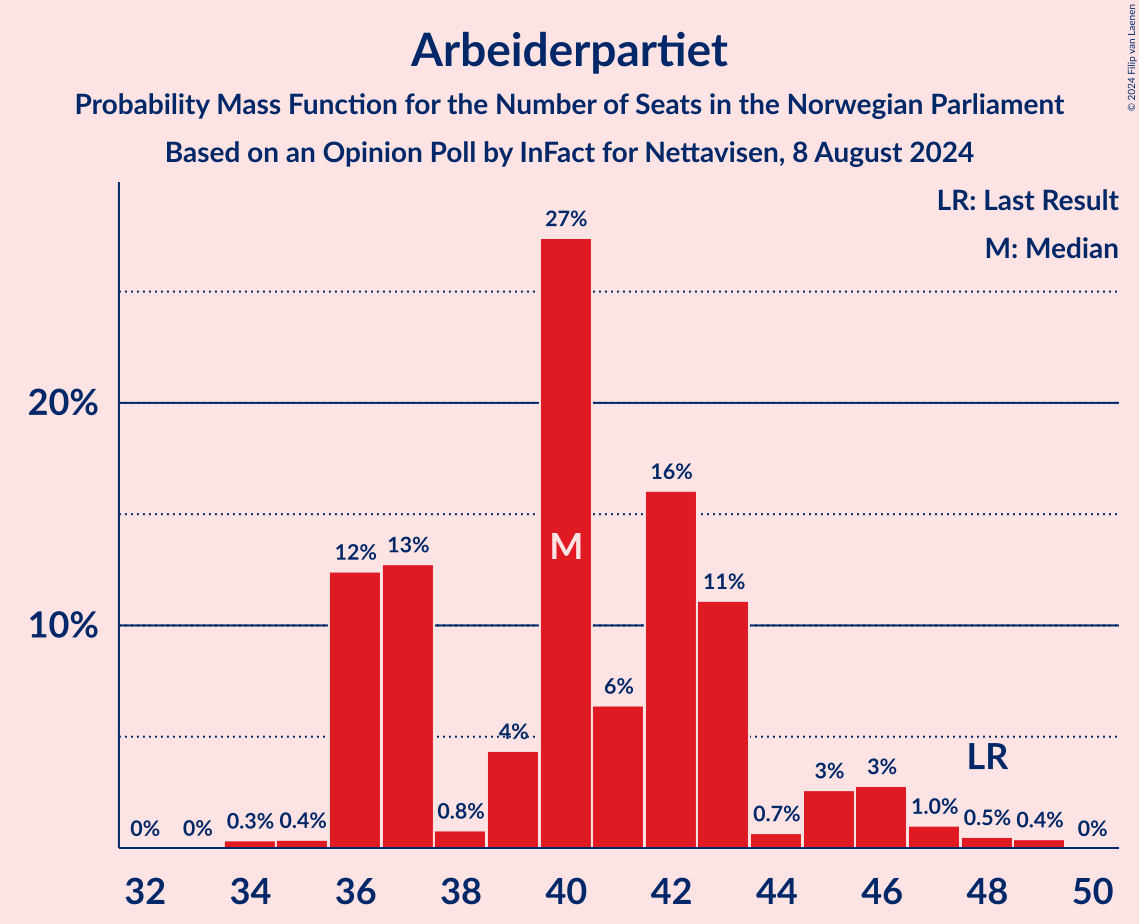 Arbeiderpartiet
Probability Mass Function for the Number of Seats in the Norwegian Parliament
Based on an Opinion Poll by InFact for Nettavisen, 8 August 2024
© 2024 Filip van Laenen
LR: Last Result
M: Median
27%
20%
16%
M
12% 13%
11%
10%
6%
4%
LR
3% 3%
0% 0% 0.3% 0.4% 0.8% 0.7% 1.0% 0.5% 0.4% 0%
32 34 36 38 40 42 44 46 48 50